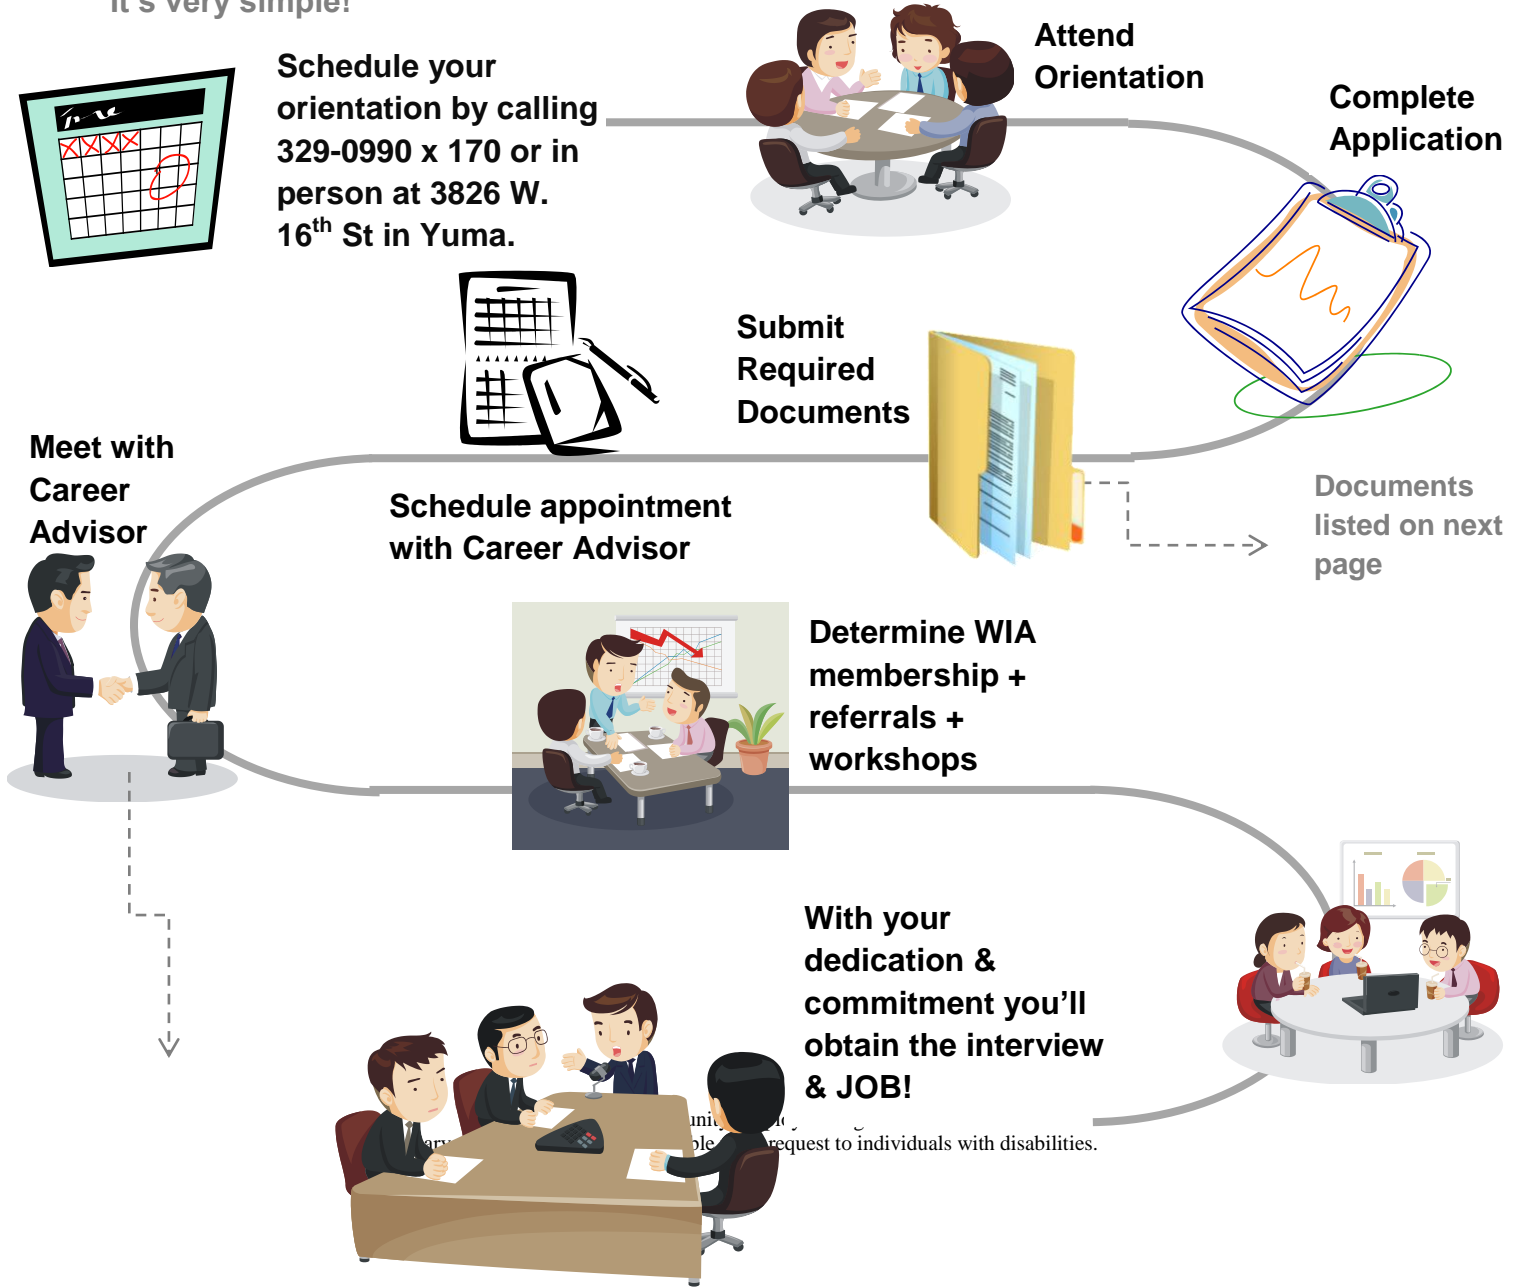 It's very simple!
Schedule your
orientation by calling
329-0990 x 170 or in
person at 3826 W.
16th St in Yuma.
Attend
Orientation
Complete
Application
Submit
Required
Documents
Documents
listed on next
page
Schedule appointment
with Career Advisor
Meet with
Career
Advisor
Determine WIA
membership +
referrals +
workshops
With your
dedication &
commitment you'll
obtain the interview
& JOB!
request to individuals with disabilities.